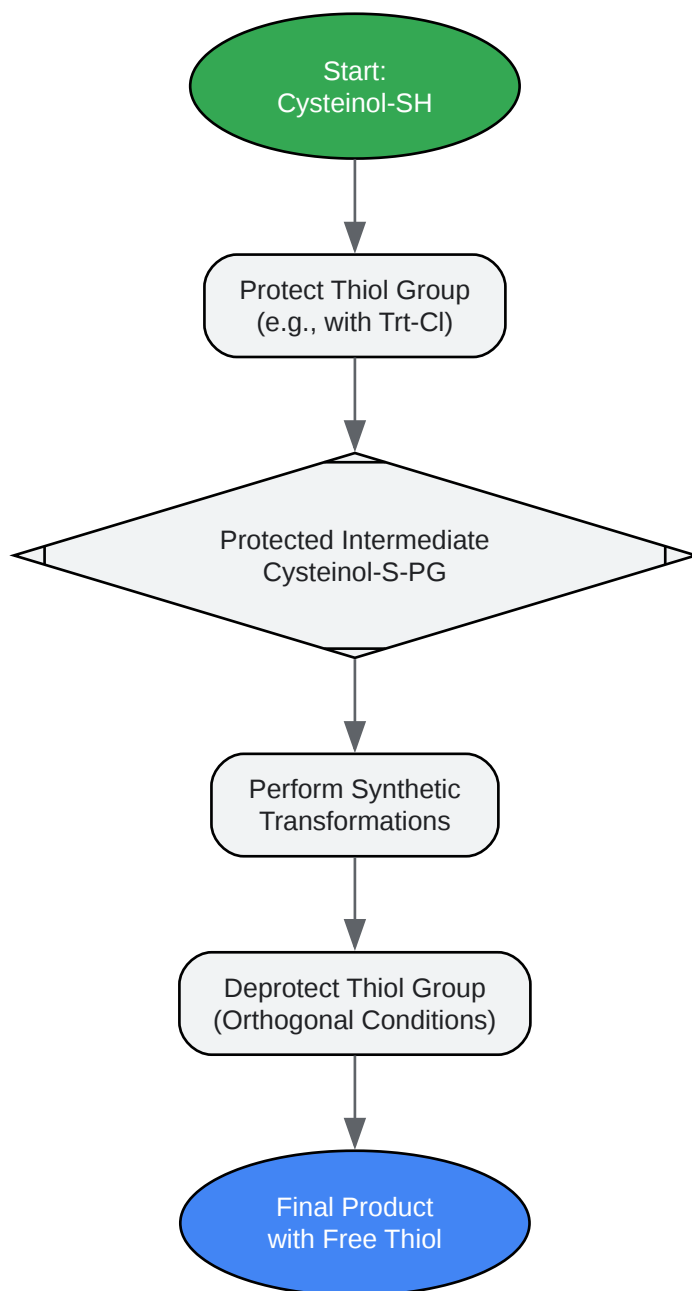 Start:
Cysteinol-SH
Protect Thiol Group
(e.g., with Trt-Cl)
Protected Intermediate
Cysteinol-S-PG
Perform Synthetic
Transformations
Deprotect Thiol Group
(Orthogonal Conditions)
Final Product
with Free Thiol